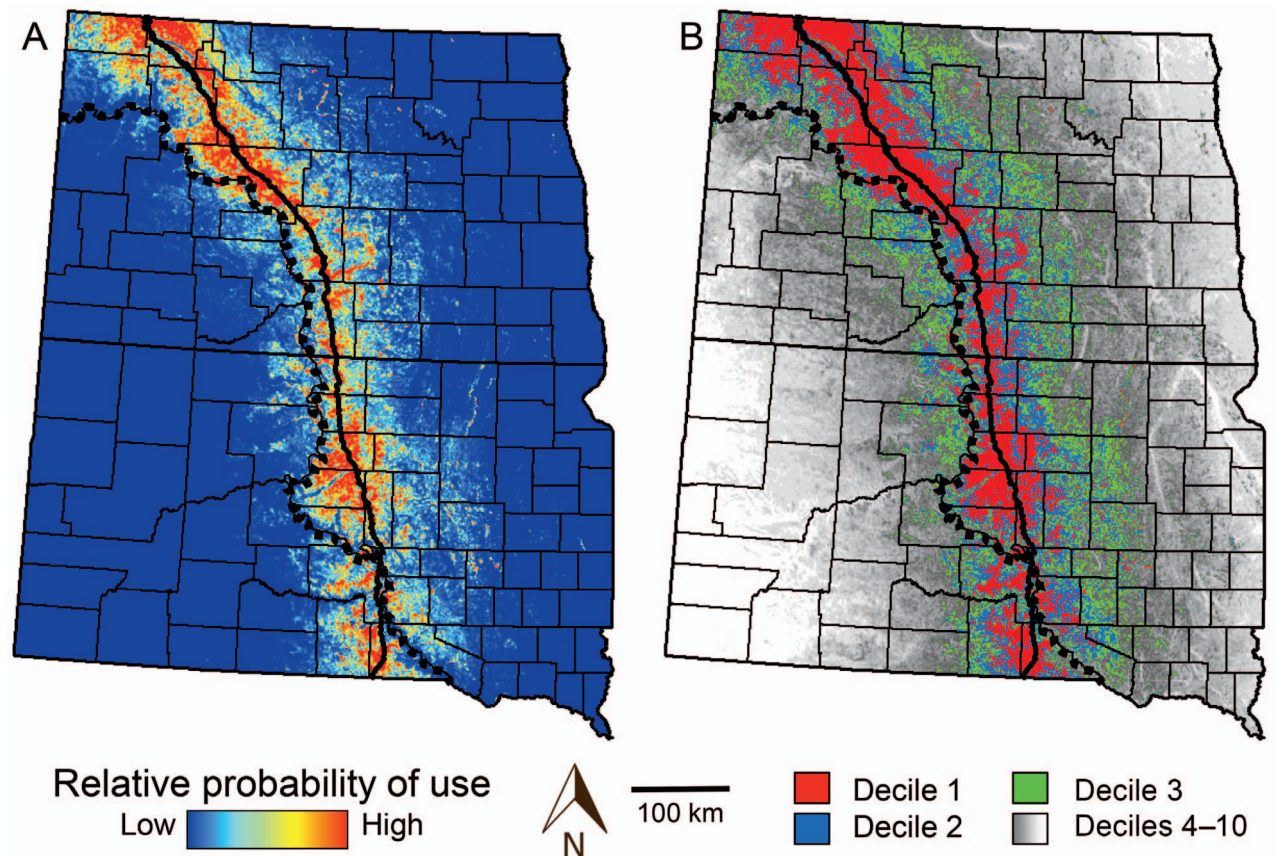 A
B
Relative probability of use
Low
High
N
100 km
Decile 1
Decile 2
Decile 3
Deciles 4–10